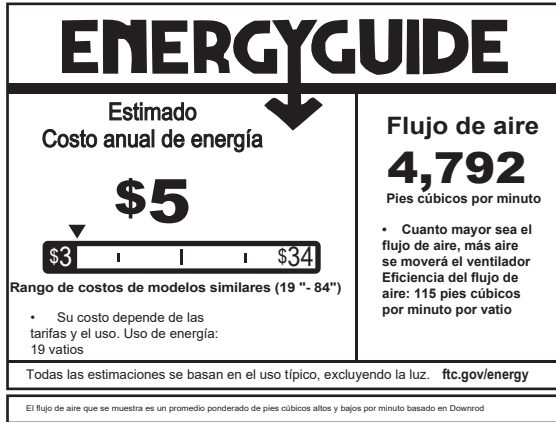 ENERGYGUIDE
Estimado
Costo anual de energía
$5
$3 $34
Rango de costos de modelos similares (19 "- 84")
• Su costo depende de las
tarifas y el uso. Uso de energía:
19 vatios
Flujo de aire
4,792
Pies cúbicos por minuto
• Cuanto mayor sea el
flujo de aire, más aire
se moverá el ventilador
Eficiencia del flujo de
aire: 115 pies cúbicos
por minuto por vatio
Todas las estimaciones se basan en el uso típico, excluyendo la luz. ftc.gov/energy
El flujo de aire que se muestra es un promedio ponderado de pies cúbicos altos y bajos por minuto basado en Downrod